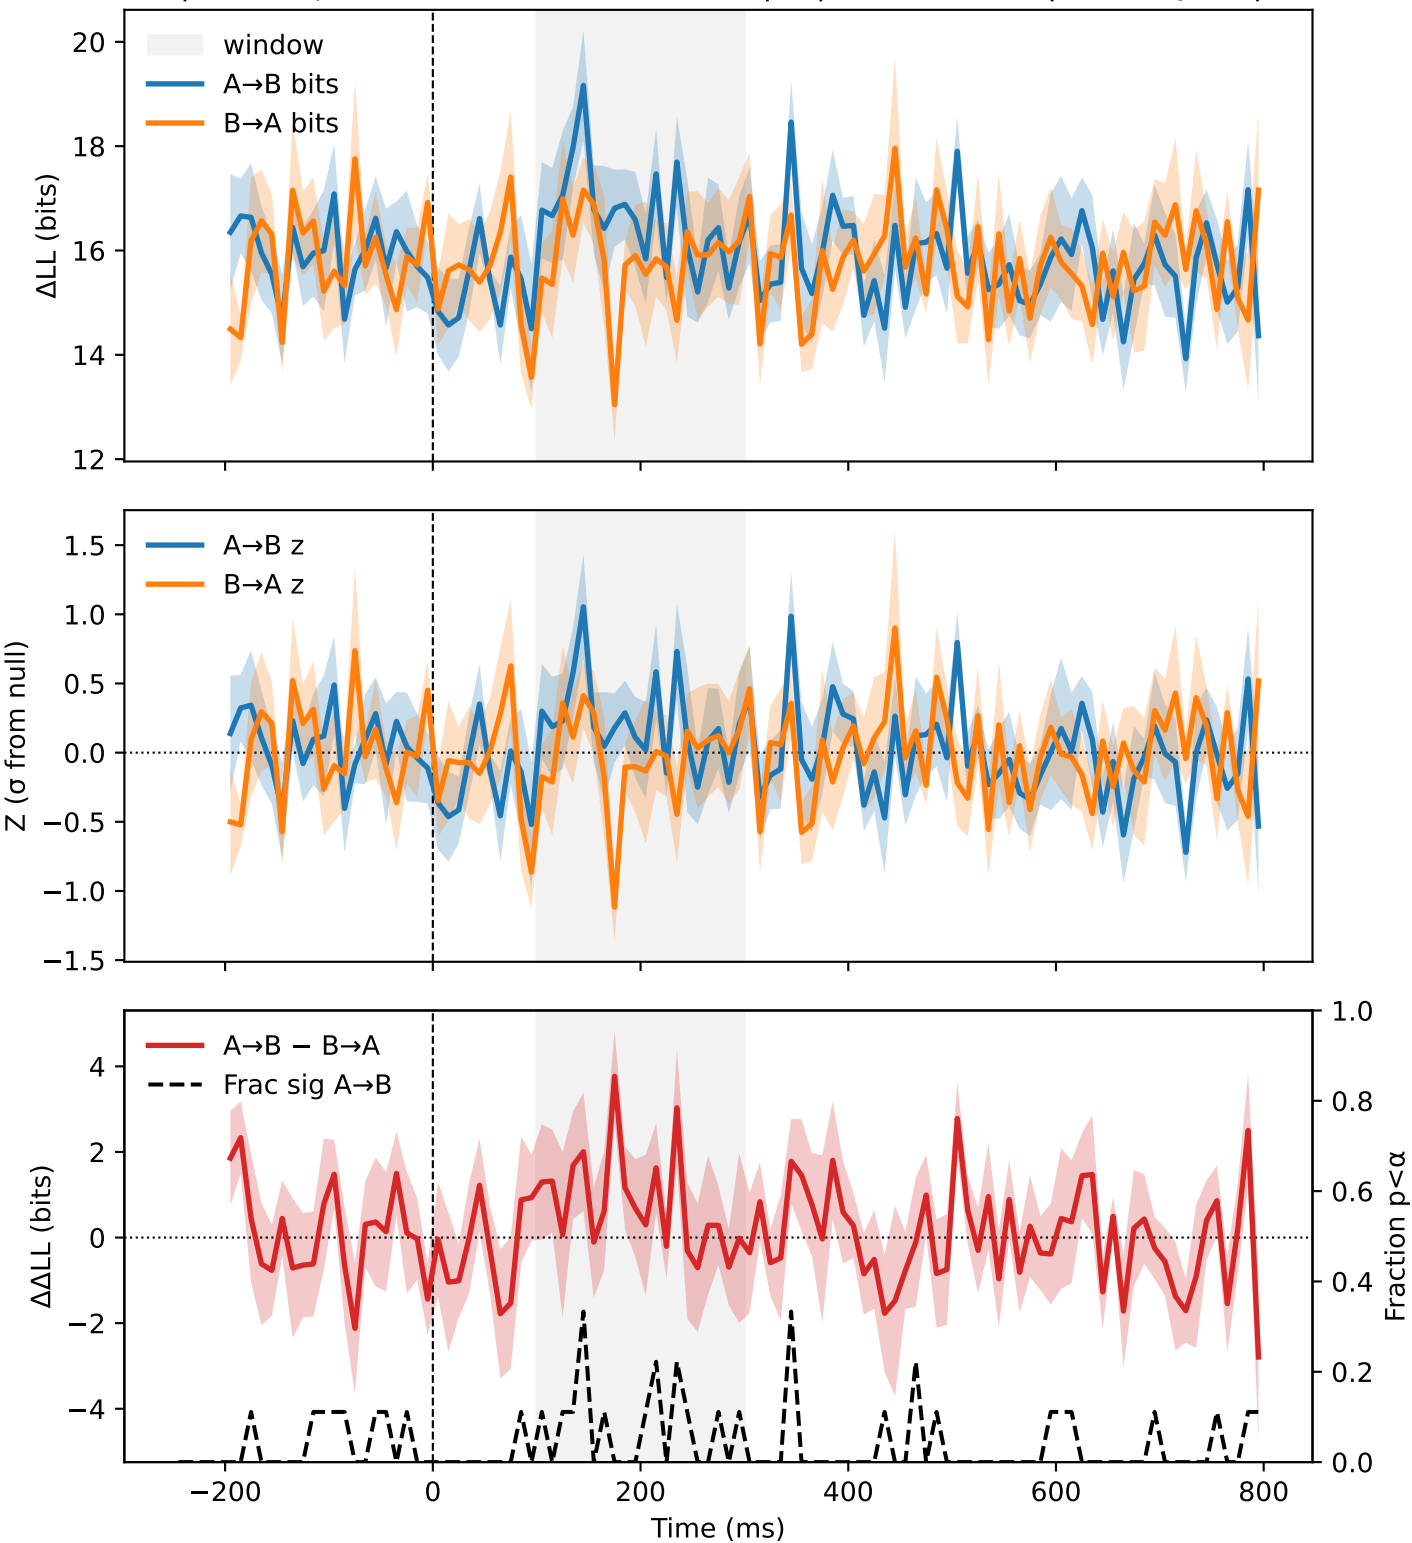 20
18
16
14
12
ΔLL (bits)
window
A→B bits
B→A bits
1.5
1.0
0.5
0.0
−0.5
−1.0
−1.5
Z (σ from null)
A→B z
B→A z
4
2
0
−2
−4
ΔΔLL (bits)
A→B − B→A
Frac sig A→B
1.0
0.8
0.6
0.4
0.2
0.0
Fraction p<α
−200
0
200
400
600
800
Time (ms)